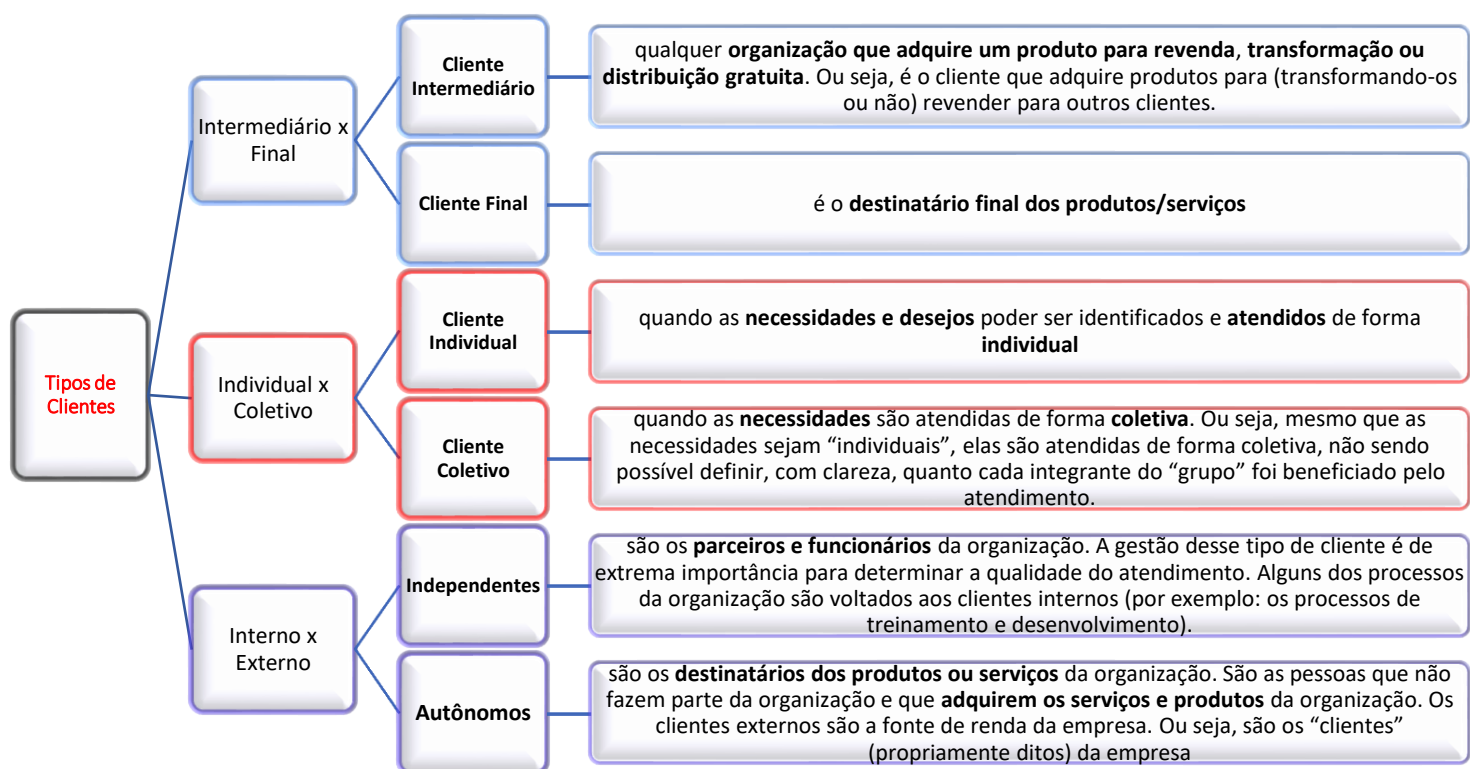 Tipos de
Clientes
Intermediário x
Final
Cliente
Intermediário
qualquer organização que adquire um produto para revenda, transformação ou
distribuição gratuita. Ou seja, é o cliente que adquire produtos para (transformando-os
ou não) revender para outros clientes.
Cliente Final
é o destinatário final dos produtos/serviços
Individual x
Coletivo
Cliente
Individual
quando as necessidades e desejos poder ser identificados e atendidos de forma
individual
Cliente
Coletivo
quando as necessidades são atendidas de forma coletiva. Ou seja, mesmo que as
necessidades sejam “individuais”, elas são atendidas de forma coletiva, não sendo
possível definir, com clareza, quanto cada integrante do “grupo” foi beneficiado pelo
atendimento.
Interno x
Externo
Independentes
são os parceiros e funcionários da organização. A gestão desse tipo de cliente é de
extrema importância para determinar a qualidade do atendimento. Alguns dos processos
da organização são voltados aos clientes internos (por exemplo: os processos de
treinamento e desenvolvimento).
Autônomos
são os destinatários dos produtos ou serviços da organização. São as pessoas que não
fazem parte da organização e que adquirem os serviços e produtos da organização. Os
clientes externos são a fonte de renda da empresa. Ou seja, são os “clientes”
(propriamente ditos) da empresa